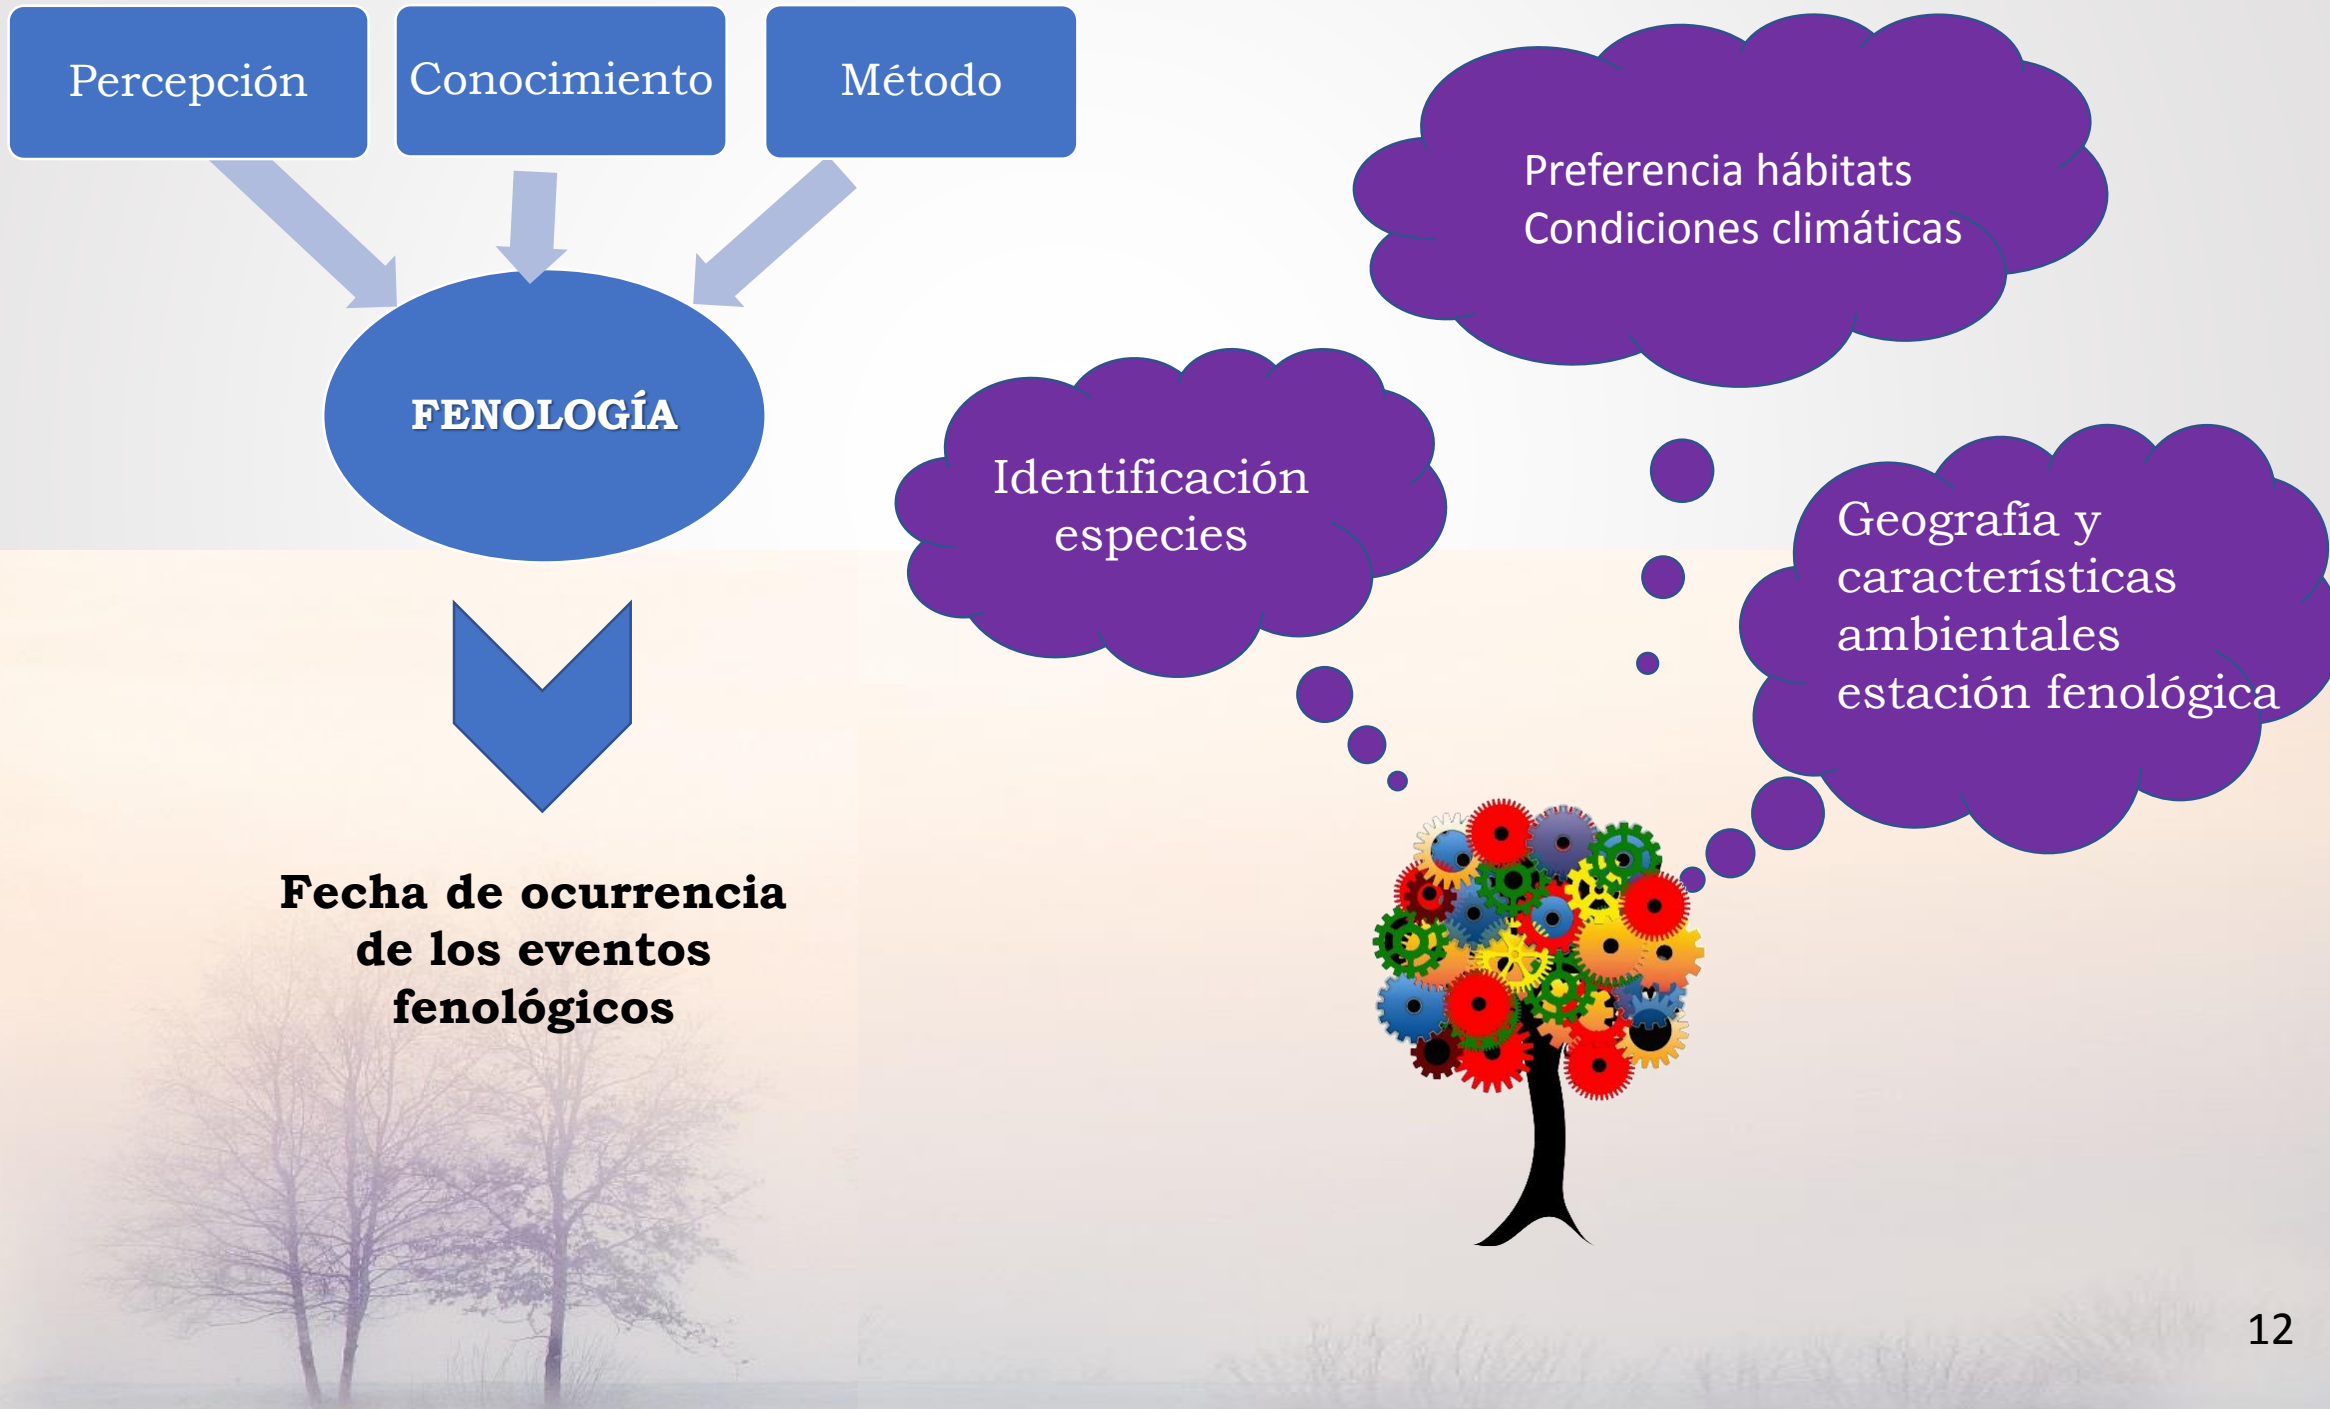 Percepción
Conocimiento
Método
FENOLOGÍA
Fecha de ocurrencia
de los eventos
fenológicos
Preferencia hábitats
Condiciones climáticas
Identificación
especies
Geografía y
características
ambientales
estación fenológica
12